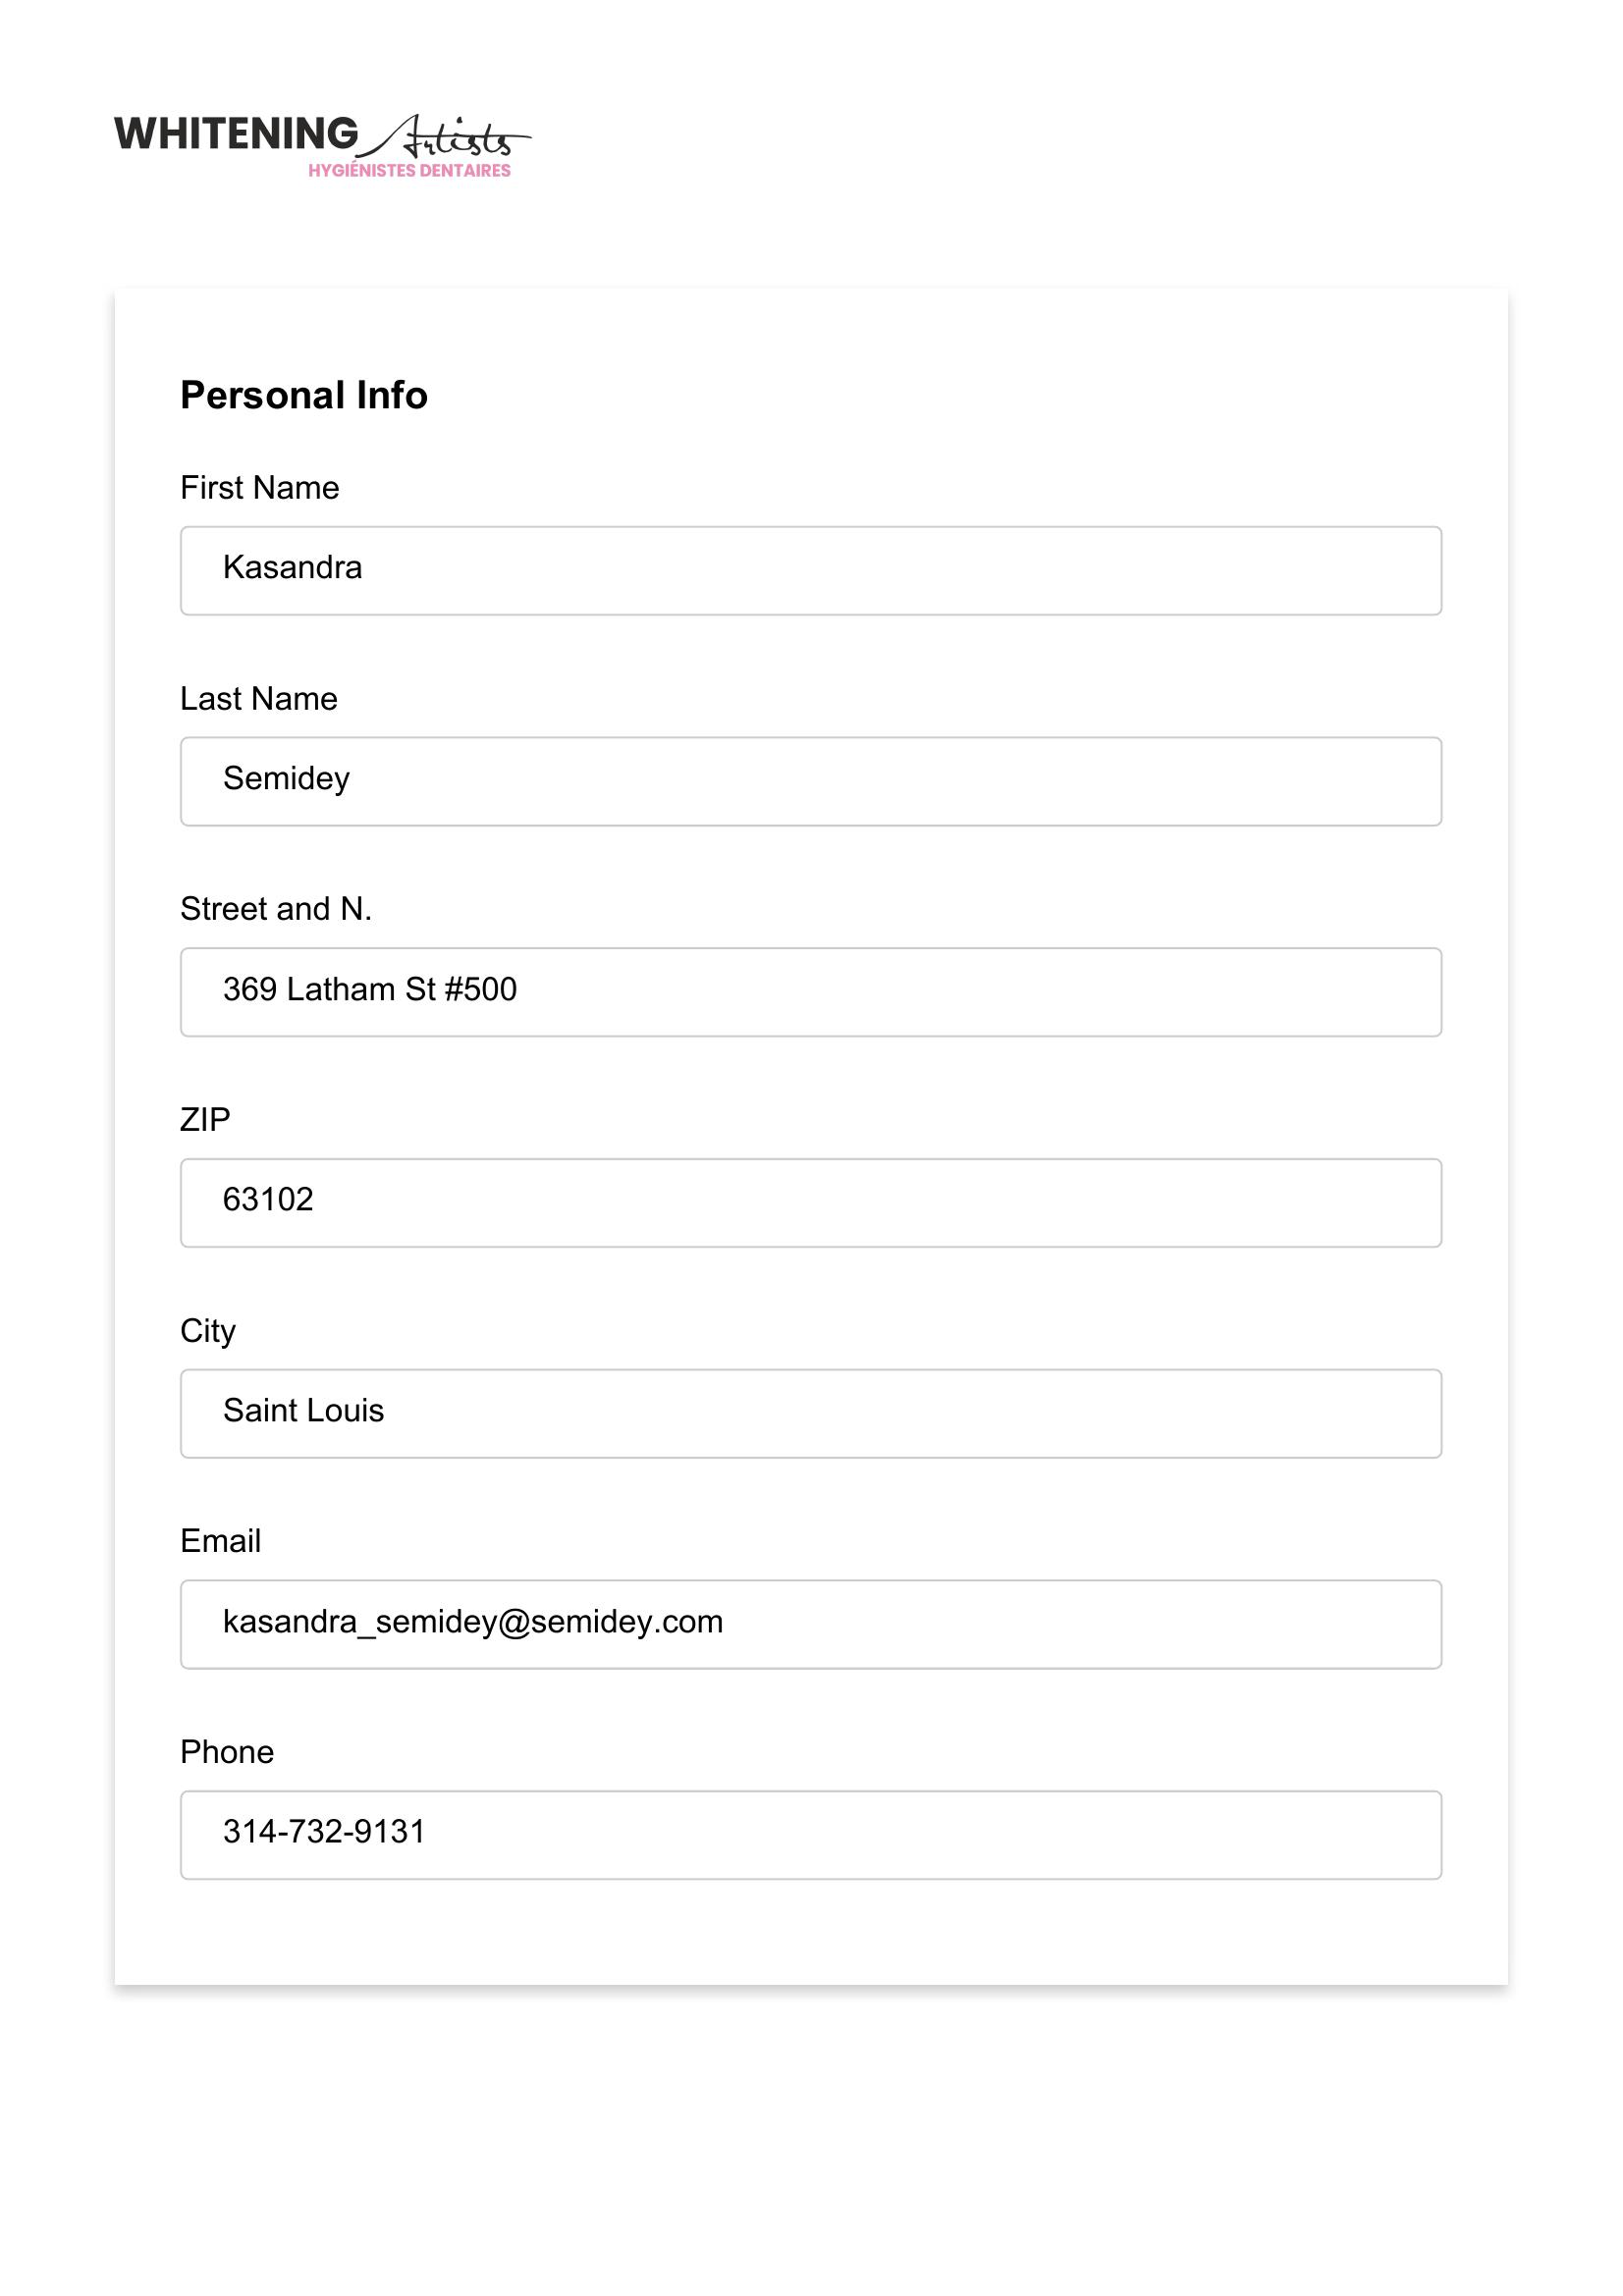 WHITENING Artists
HYGIÉNISTES DENTAIRES
Personal Info
First Name
Kasandra
Last Name
Semidey
Street and N.
369 Latham St #500
ZIP
63102
City
Saint Louis
Email
kasandra_semidey@semidey.com
Phone
314-732-9131